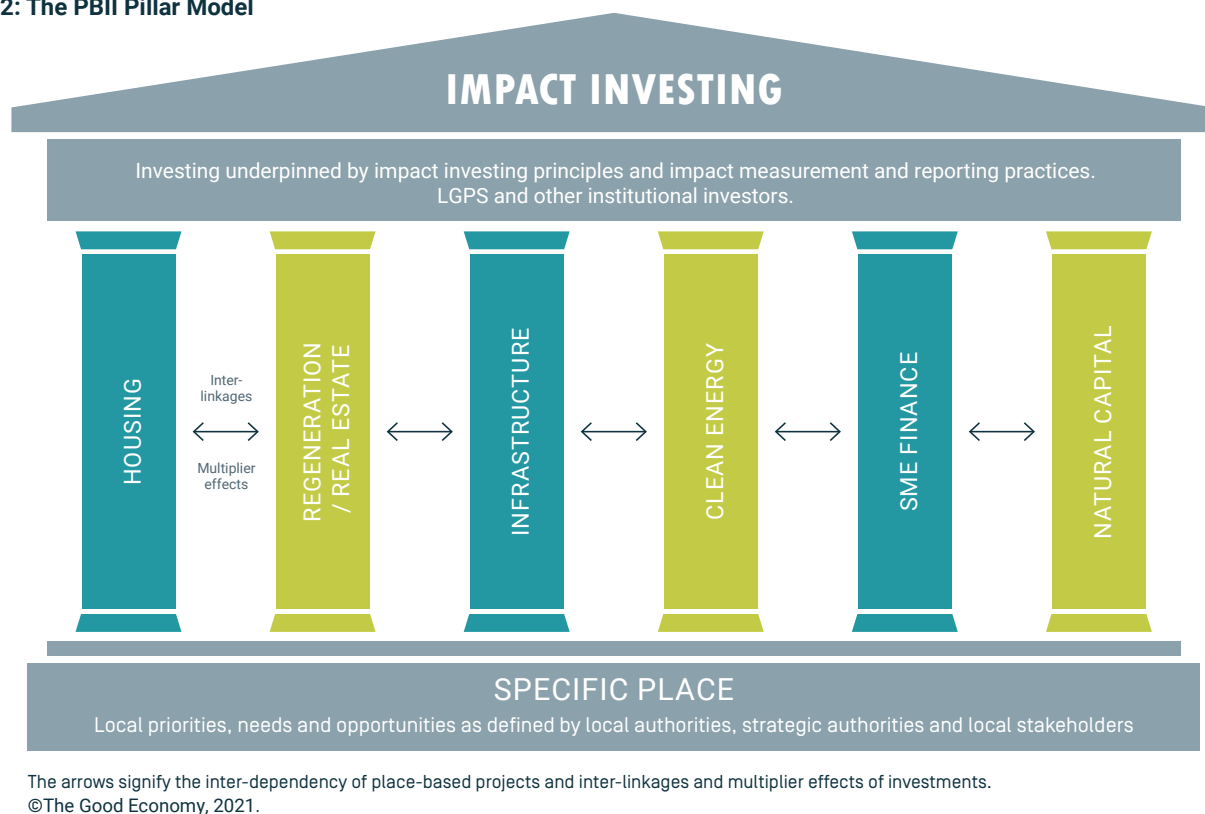 2: The PBII Pillar Model
IMPACT INVESTING
Investing underpinned by impact investing principles and impact measurement and reporting practices.
LGPS and other institutional investors.
HOUSING
Inter-
linkages
Multiplier
effects
REGENERATION
/ REAL ESTATE
INFRASTRUCTURE
CLEAN ENERGY
SME FINANCE
NATURAL CAPITAL
SPECIFIC PLACE
Local priorities, needs and opportunities as defined by local authorities, strategic authorities and local stakeholders
The arrows signify the inter-dependency of place-based projects and inter-linkages and multiplier effects of investments.
©The Good Economy, 2021.